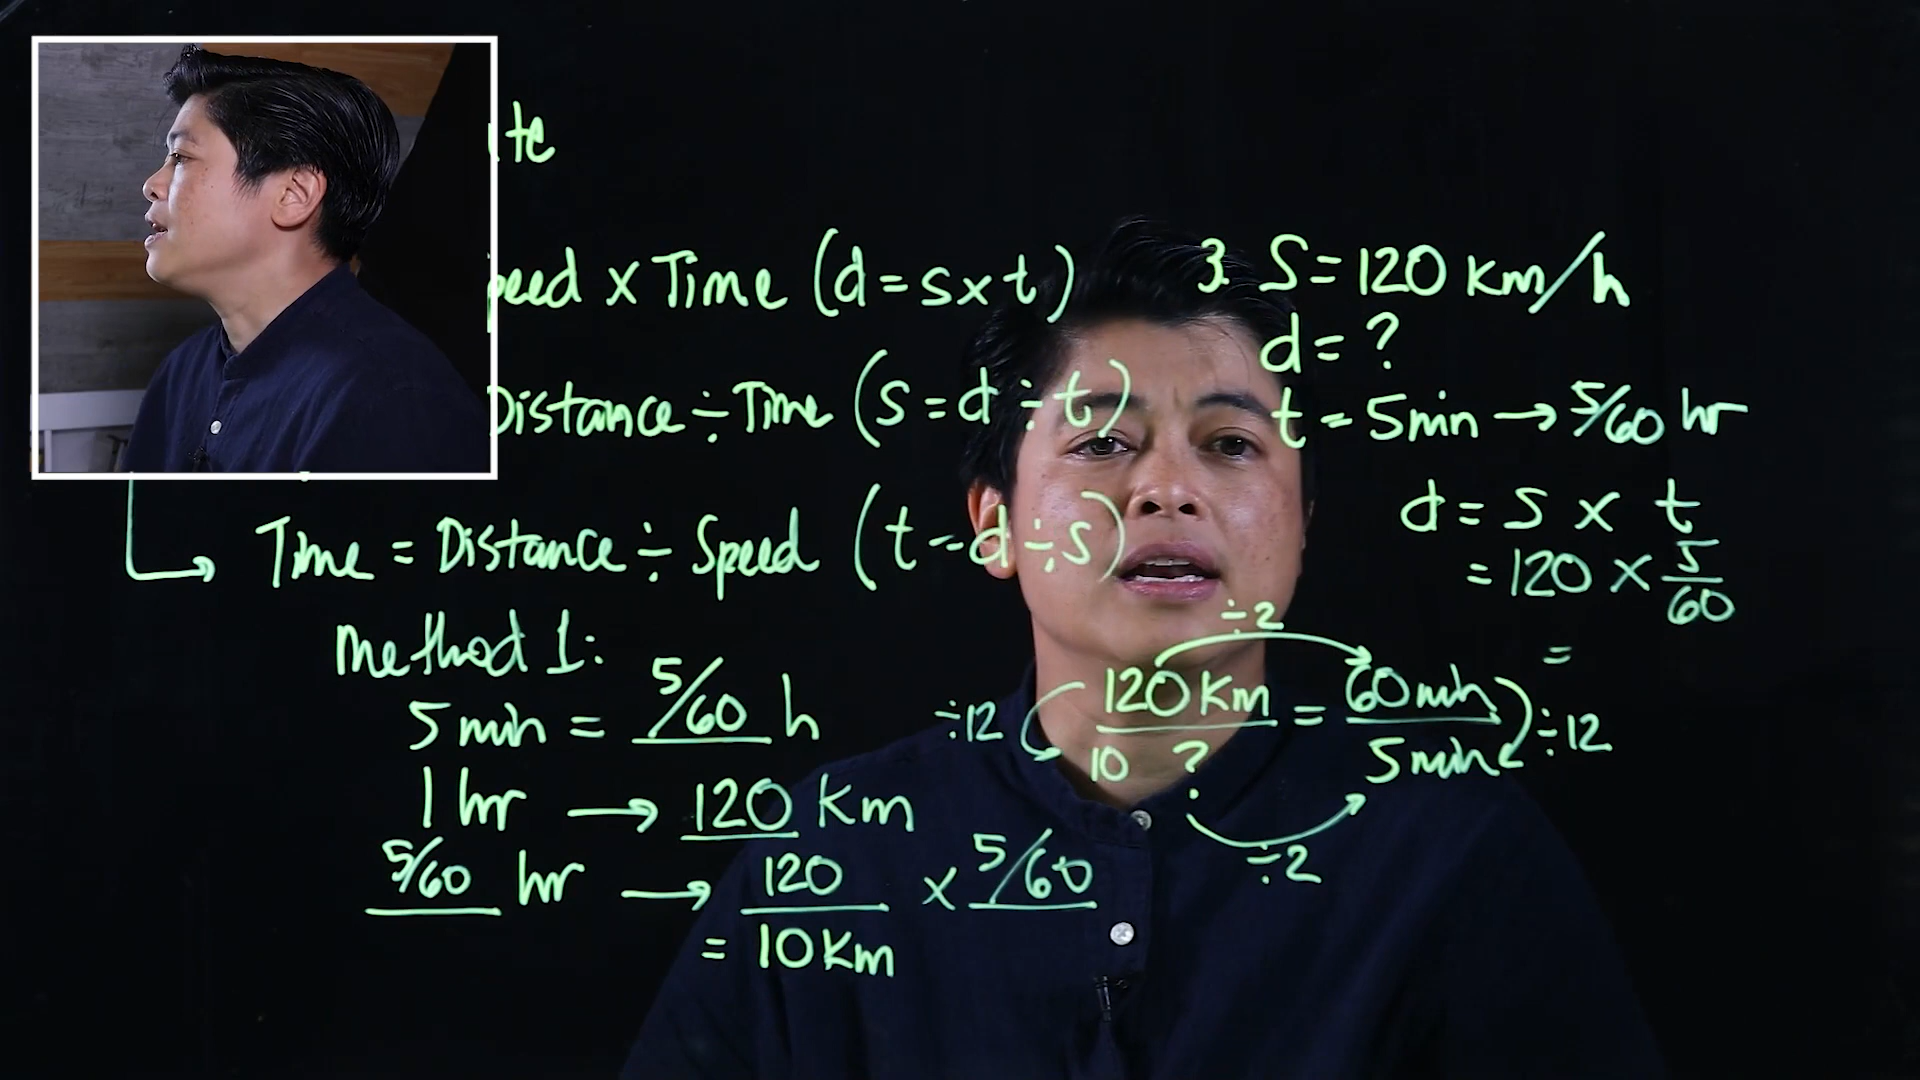 te
peed x Time (d = s x t)
Distance ÷ Time (s = d ÷ t)
Time = Distance ÷ Speed (t = d ÷ s)
Method 1:
5 min = 5/60 h
1 hr → 120 Km
5/60 hr → 120 x 5/60
= 10 Km
3. S = 120 km/h
d = ?
t = 5 min → 5/60 hr
d = s x t
= 120 x 5/60
=
÷2
÷12 120 Km = 60 min ÷12
10 ? 5 min
÷2